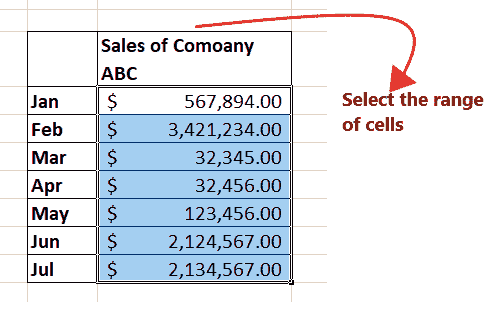 Sales of Comoany
ABC
Jan $ 567,894.00
Feb $ 3,421,234.00
Mar $ 32,345.00
Apr $ 32,456.00
May $ 123,456.00
Jun $ 2,124,567.00
Jul $ 2,134,567.00
Select the range
of cells